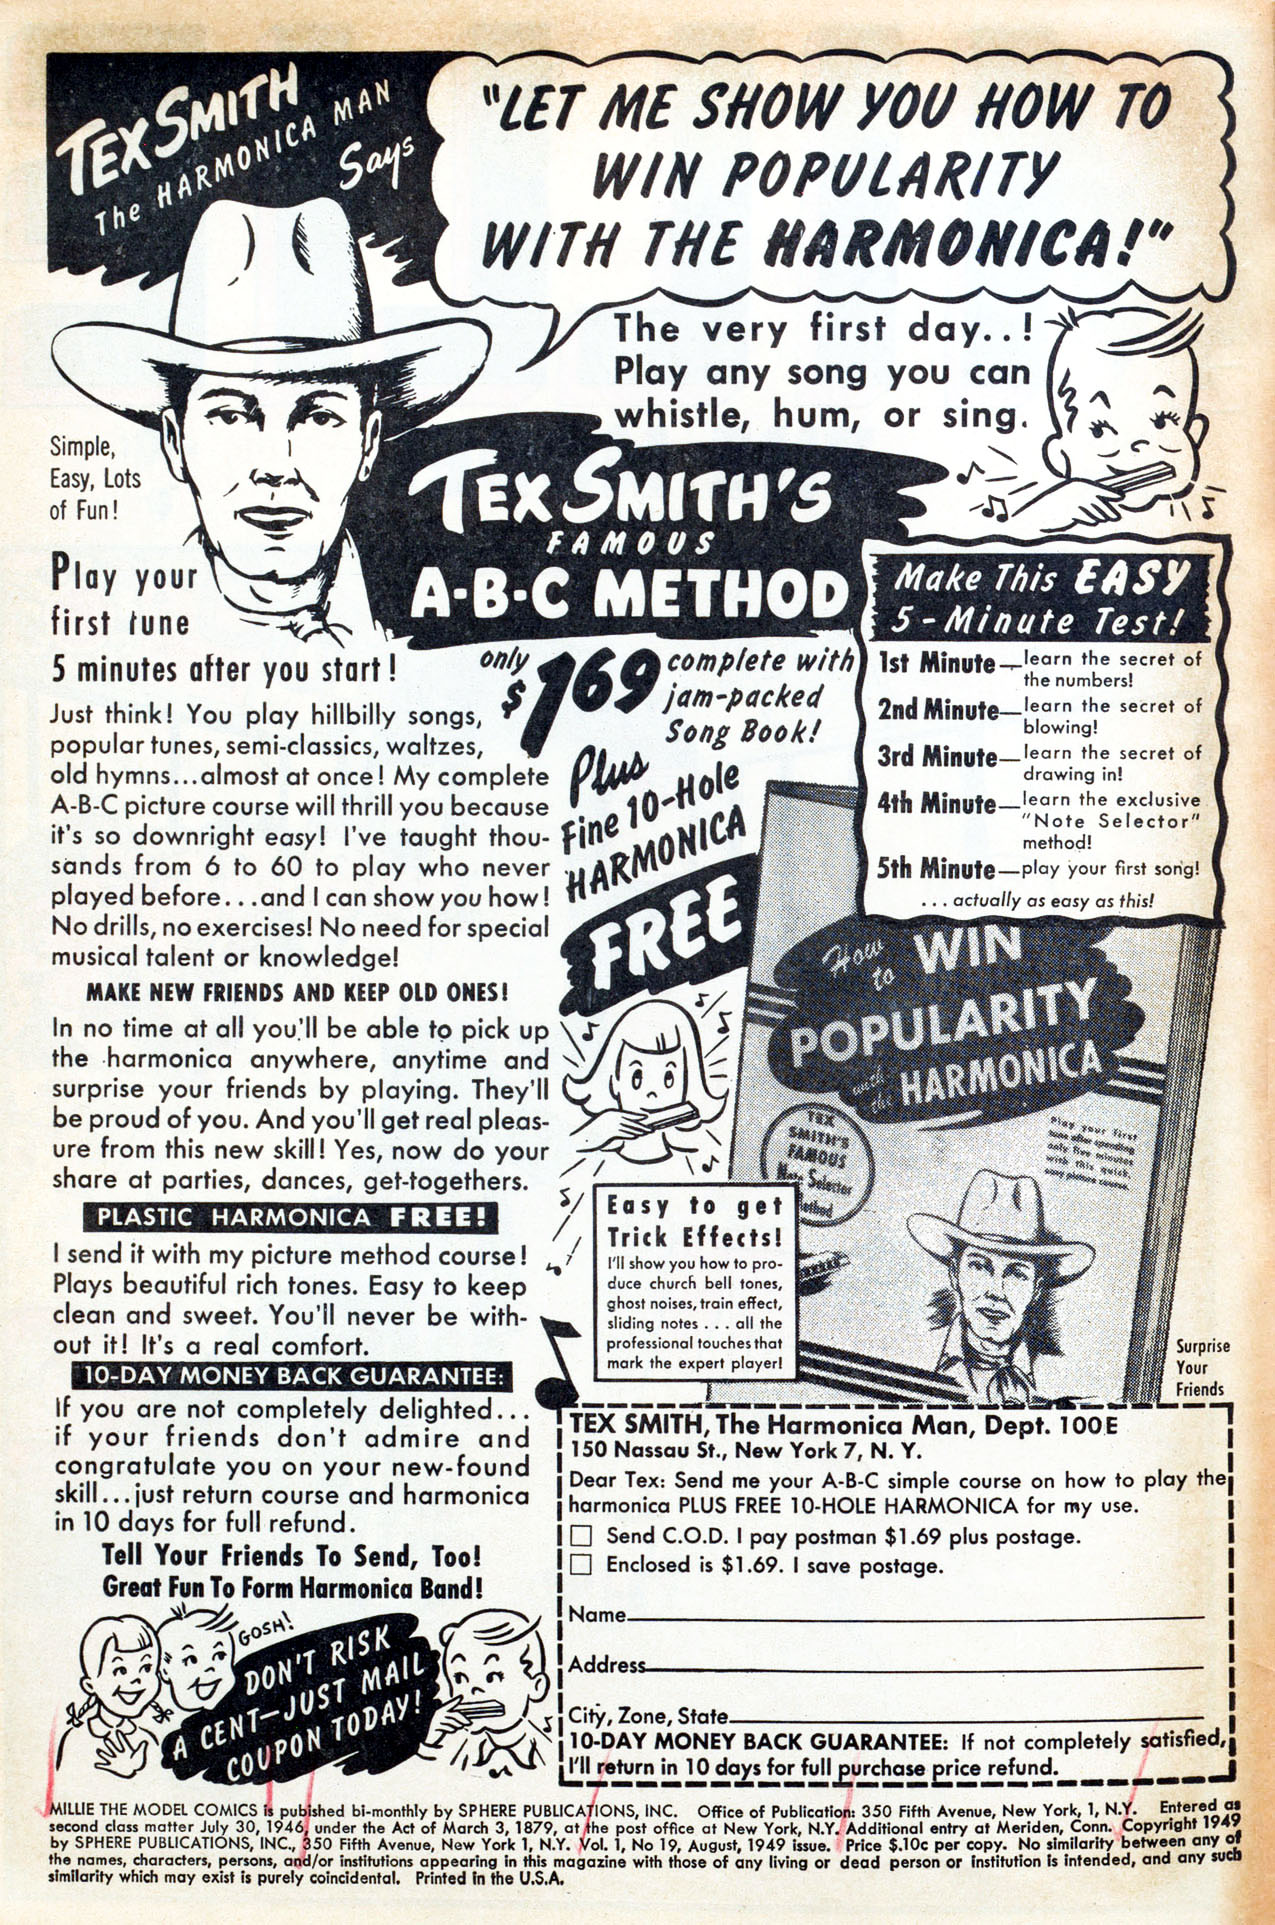 TEX SMITH
The HARMONICA MAN
Says
"LET ME SHOW YOU HOW TO
WIN POPULARITY
WITH THE HARMONICA!"
The very first day..!
Play any song you can
whistle, hum, or sing.
Simple,
Easy, Lots
of Fun!
TEX SMITH'S
FAMOUS
A-B-C METHOD
Play your
first tune
5 minutes after you start!
only $1.69 complete with
jam-packed
Song Book!
Plus
Fine 10-Hole
HARMONICA
FREE
Just think! You play hillbilly songs,
popular tunes, semi-classics, waltzes,
old hymns...almost at once! My complete
A-B-C picture course will thrill you because
it's so downright easy! I've taught thou-
sands from 6 to 60 to play who never
played before...and I can show you how!
No drills, no exercises! No need for special
musical talent or knowledge!
MAKE NEW FRIENDS AND KEEP OLD ONES!
In no time at all you'll be able to pick up
the harmonica anywhere, anytime and
surprise your friends by playing. They'll
be proud of you. And you'll get real pleas-
ure from this new skill! Yes, now do your
share at parties, dances, get-togethers.
PLASTIC HARMONICA FREE!
I send it with my picture method course!
Plays beautiful rich tones. Easy to keep
clean and sweet. You'll never be with-
out it! It's a real comfort.
10-DAY MONEY BACK GUARANTEE:
If you are not completely delighted...
if your friends don't admire and
congratulate you on your new-found
skill...just return course and harmonica
in 10 days for full refund.
Tell Your Friends To Send, Too!
Great Fun To Form Harmonica Band!
GOSH!
DON'T RISK
A CENT—JUST MAIL
COUPON TODAY!
Make This EASY
5-Minute Test!
1st Minute—learn the secret of
the numbers!
2nd Minute—learn the secret of
blowing!
3rd Minute—learn the secret of
drawing in!
4th Minute—learn the exclusive
"Note Selector"
method!
5th Minute—play your first song!
...actually as easy as this!
How
to WIN
POPULARITY
with
the HARMONICA
TEX
SMITH'S
FAMOUS
Note Selector
Method
Play your first
tune after spending
only five minutes
with this quick,
easy picture course.
Easy to get
Trick Effects!
I'll show you how to pro-
duce church bell tones,
ghost noises, train effect,
sliding notes . . . all the
professional touches that
mark the expert player!
Surprise
Your
Friends
TEX SMITH, The Harmonica Man, Dept. 100E
150 Nassau St., New York 7, N. Y.
Dear Tex: Send me your A-B-C simple course on how to play the
harmonica PLUS FREE 10-HOLE HARMONICA for my use.
Send C.O.D. I pay postman $1.69 plus postage.
Enclosed is $1.69. I save postage.
Name
Address
City, Zone, State
10-DAY MONEY BACK GUARANTEE: If not completely satisfied,
I'll return in 10 days for full purchase price refund.
MILLIE THE MODEL COMICS is pubished bi-monthly by SPHERE PUBLICATIONS, INC. Office of Publication: 350 Fifth Avenue, New York, 1, N.Y. Entered as
second class matter July 30, 1946, under the Act of March 3, 1879, at the post office at New York, N.Y. Additional entry at Meriden, Conn. Copyright 1949
by SPHERE PUBLICATIONS, INC., 350 Fifth Avenue, New York 1, N.Y. Vol. 1, No 19, August, 1949 issue. Price $.10c per copy. No similarity between any of
the names, characters, persons, and/or institutions appearing in this magazine with those of any living or dead person or institution is intended, and any such
similarity which may exist is purely coincidental. Printed in the U.S.A.